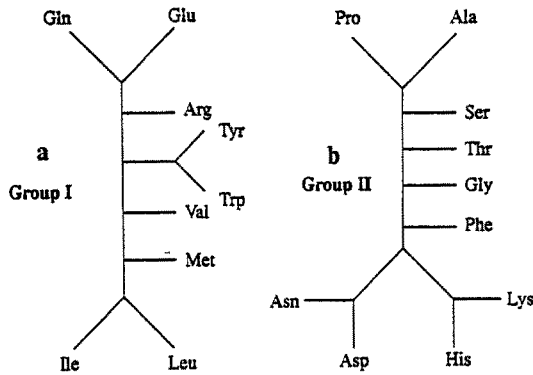 Gln
Glu
Arg
Tyr
a
Group I
Trp
Val
Met
Ile
Leu
Pro
Ala
Ser
Thr
b
Group II
Gly
Phe
Asn
Lys
Asp
His